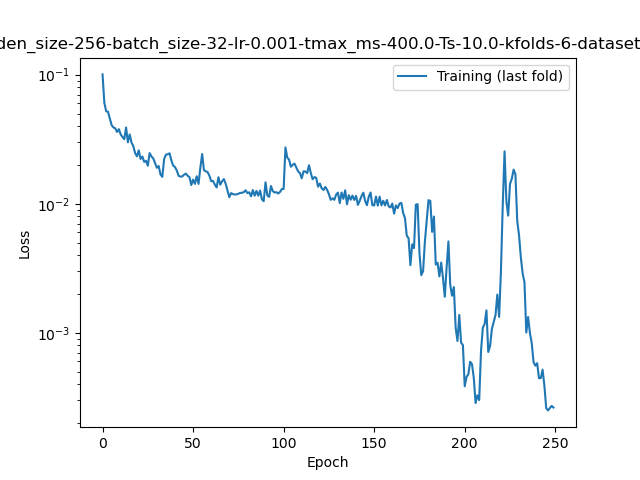 den_size-256-batch_size-32-lr-0.001-tmax_ms-400.0-Ts-10.0-kfolds-6-dataset
Training (last fold)
10⁻¹
10⁻²
10⁻³
Loss
0 50 100 150 200 250
Epoch